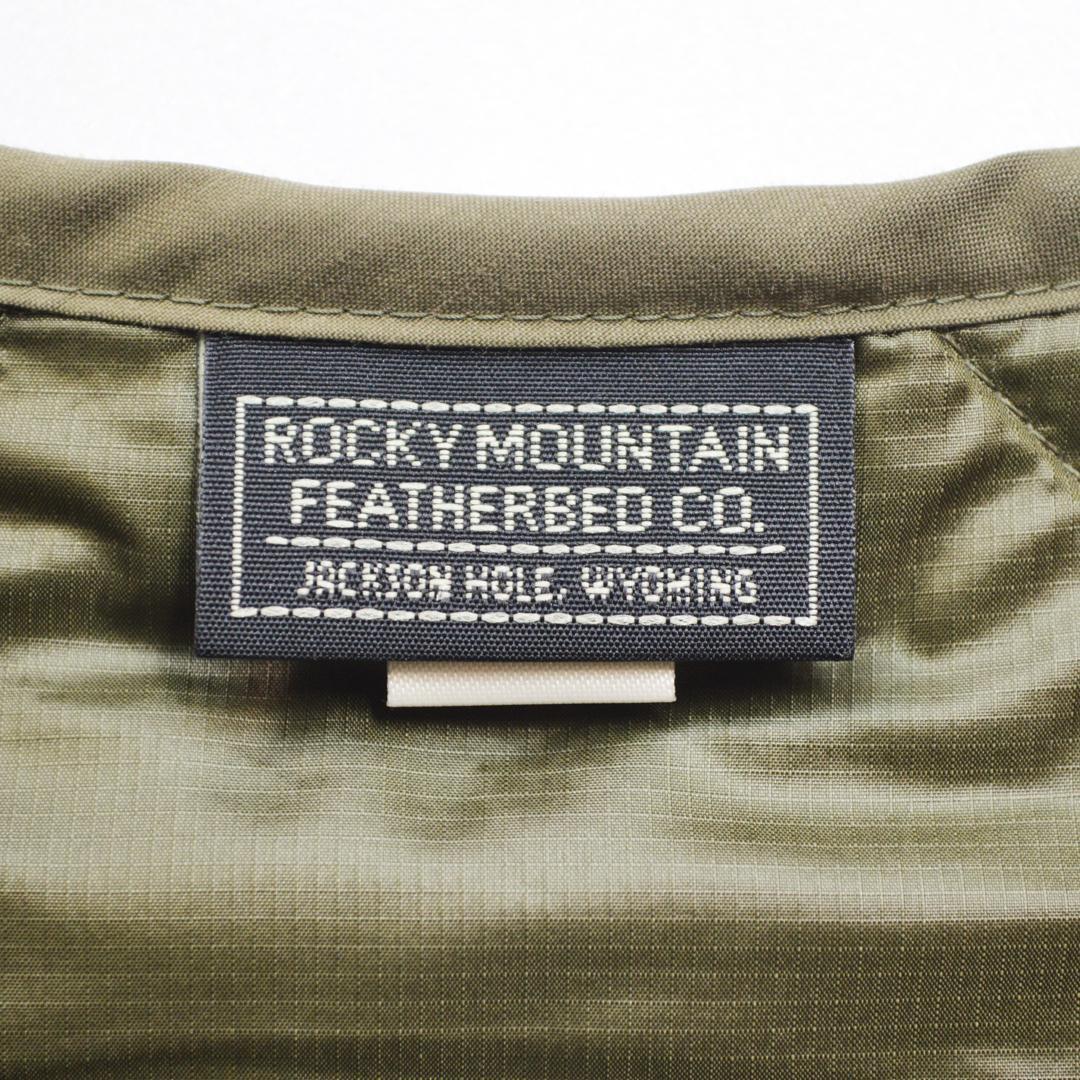 ROCKY MOUNTAIN
FEATHERBED CO.
JACKSON HOLE, WYOMING